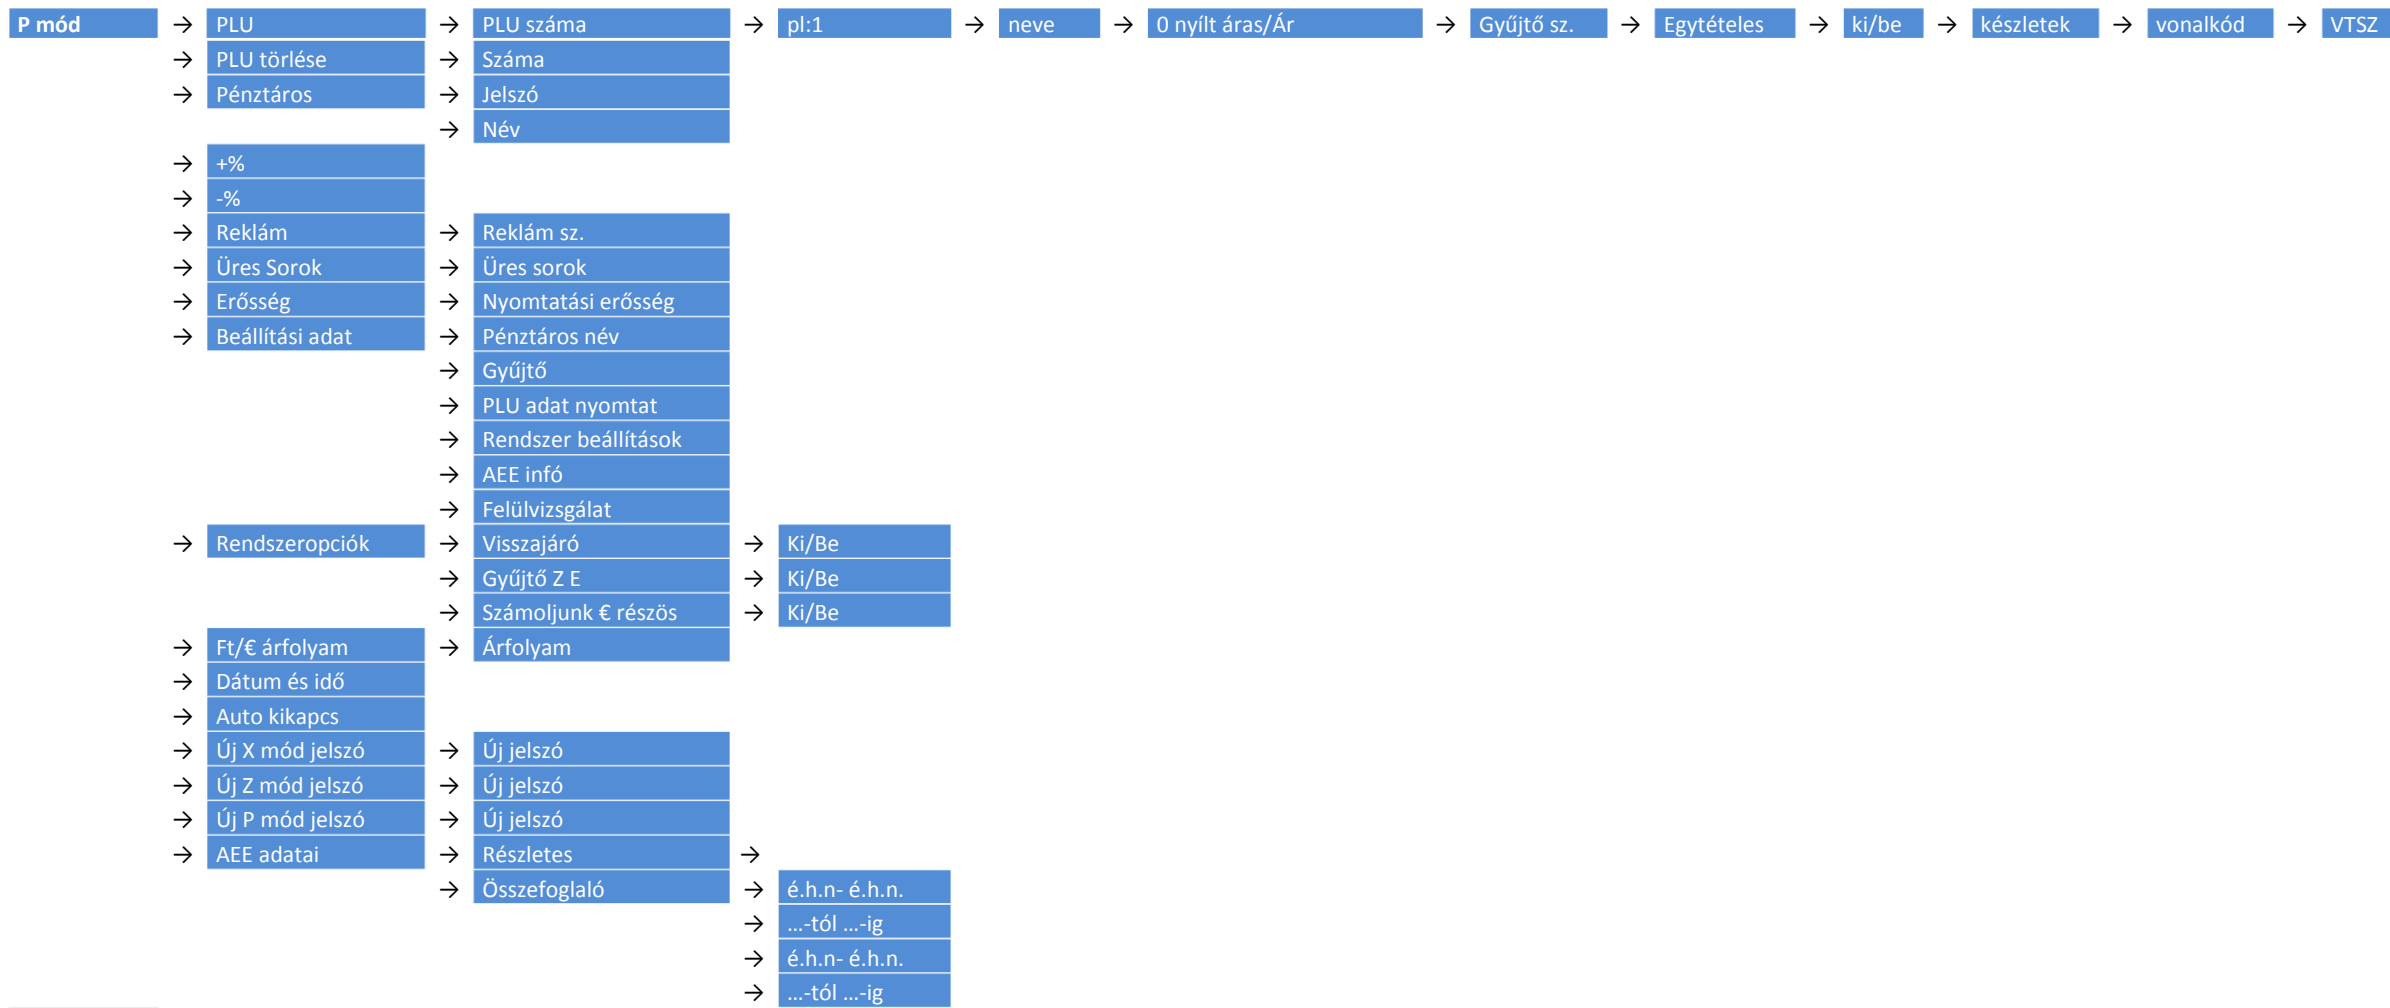 P mód → PLU → PLU száma → pl:1 → neve → 0 nyílt áras/Ár → Gyűjtő sz. → Egytételes → ki/be → készletek → vonalkód → VTSZ
→ PLU törlése → Száma
→ Pénztáros → Jelszó
→ Név
→ +%
→ -%
→ Reklám → Reklám sz.
→ Üres Sorok → Üres sorok
→ Erősség → Nyomtatási erősség
→ Beállítási adat → Pénztáros név
→ Gyűjtő
→ PLU adat nyomtat
→ Rendszer beállítások
→ AEE infó
→ Felülvizsgálat
→ Rendszeropciók → Visszajáró → Ki/Be
→ Gyűjtő Z E → Ki/Be
→ Számoljunk € részös → Ki/Be
→ Ft/€ árfolyam → Árfolyam
→ Dátum és idő
→ Auto kikapcs
→ Új X mód jelszó → Új jelszó
→ Új Z mód jelszó → Új jelszó
→ Új P mód jelszó → Új jelszó
→ AEE adatai → Részletes →
→ Összefoglaló → é.h.n- é.h.n.
→ ...-tól ...-ig
→ é.h.n- é.h.n.
→ ...-tól ...-ig